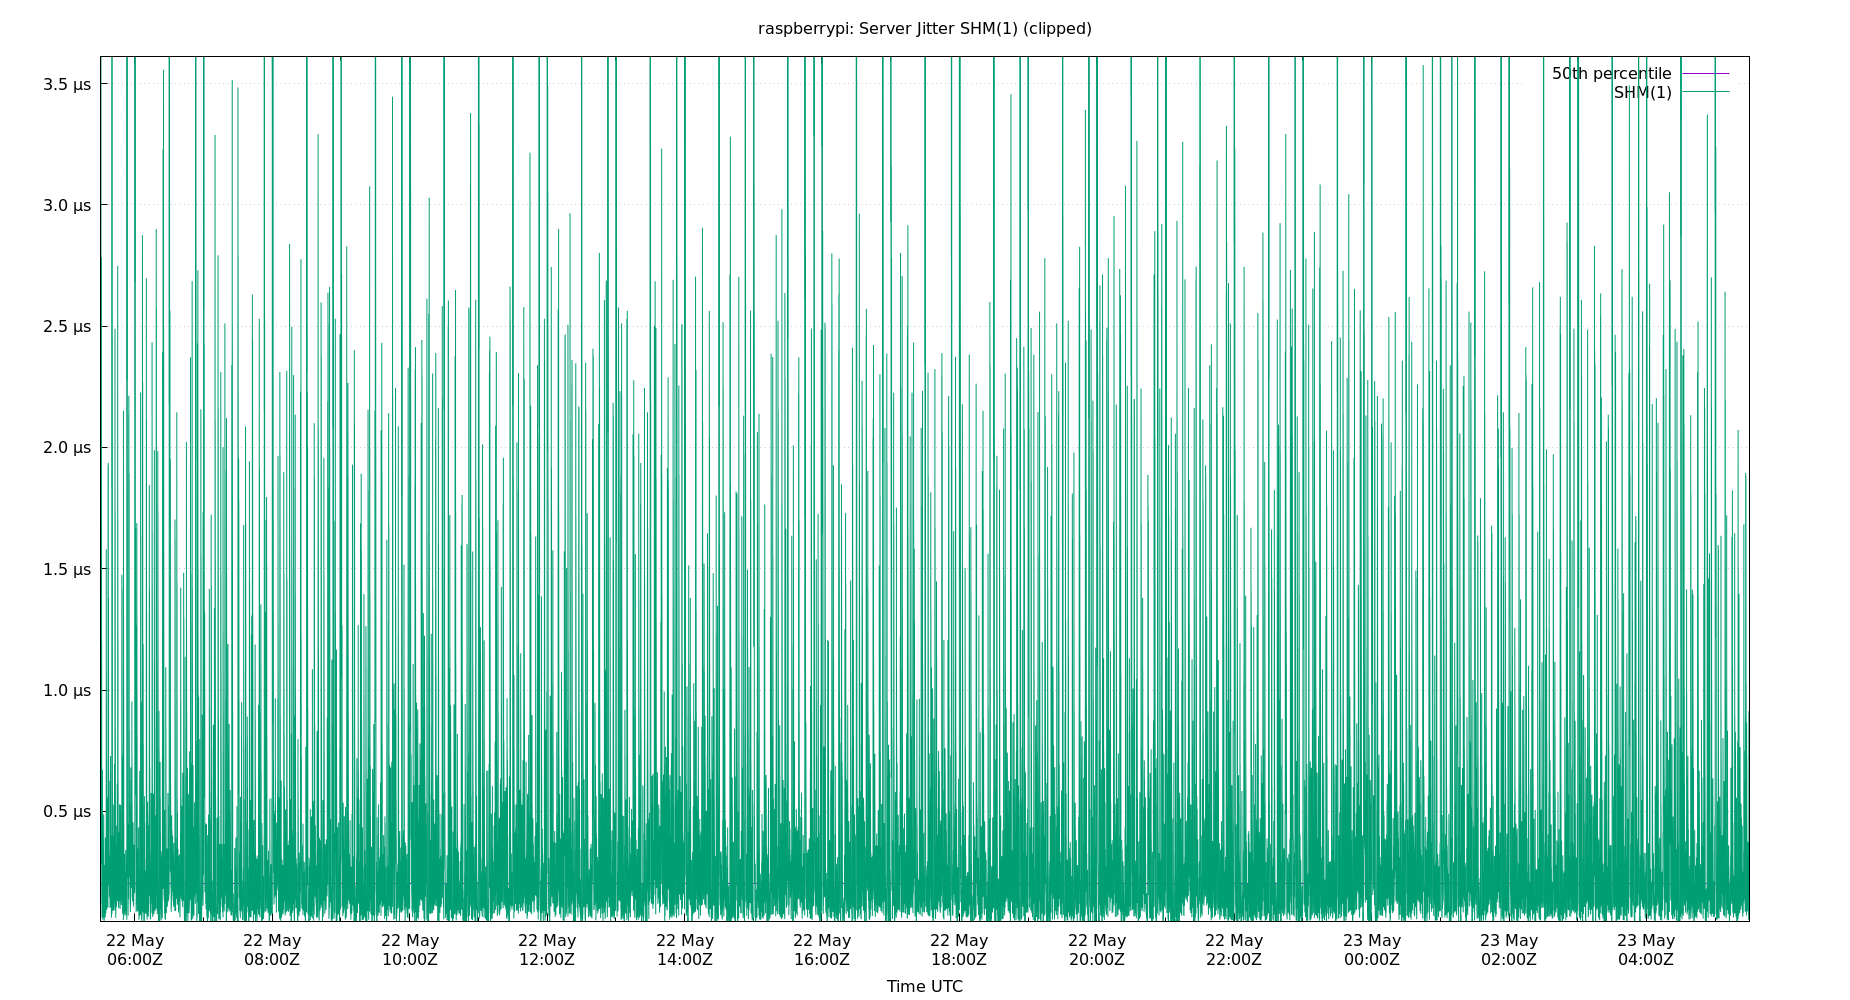 raspberrypi: Server Jitter SHM(1) (clipped)
50th percentile
SHM(1)
3.5 µs
3.0 µs
2.5 µs
2.0 µs
1.5 µs
1.0 µs
0.5 µs
22 May 22 May 22 May 22 May 22 May 22 May 22 May 22 May 22 May 23 May 23 May 23 May
06:00Z 08:00Z 10:00Z 12:00Z 14:00Z 16:00Z 18:00Z 20:00Z 22:00Z 00:00Z 02:00Z 04:00Z
Time UTC